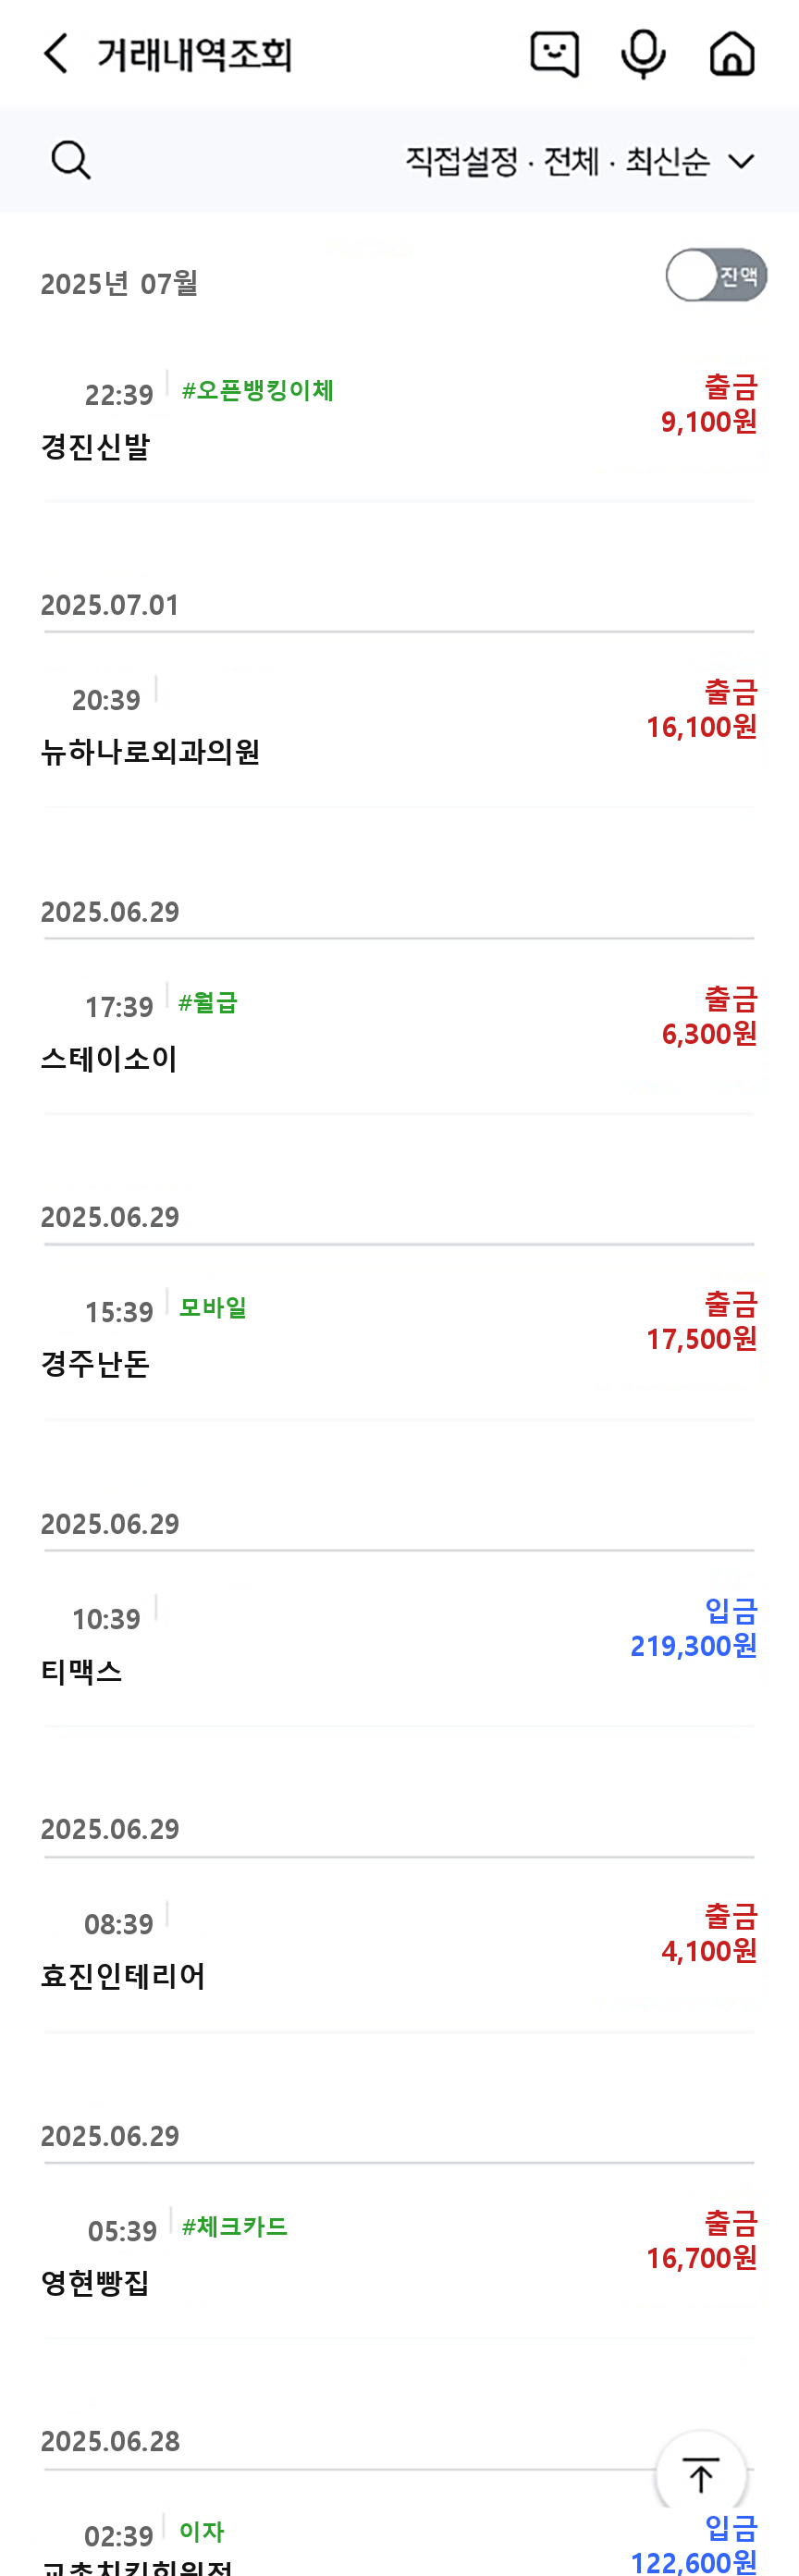 거래내역조회
직접설정 · 전체 · 최신순
2025년 07월
잔액
22:39 #오픈뱅킹이체
출금
9,100원
경진신발
2025.07.01
20:39
출금
16,100원
뉴하나로외과의원
2025.06.29
17:39 #월급
출금
6,300원
스테이소이
2025.06.29
15:39 모바일
출금
17,500원
경주난돈
2025.06.29
10:39
입금
219,300원
티맥스
2025.06.29
08:39
출금
4,100원
효진인테리어
2025.06.29
05:39 #체크카드
출금
16,700원
영현빵집
2025.06.28
02:39 이자
입금
122,600원
교촌치킨회원점